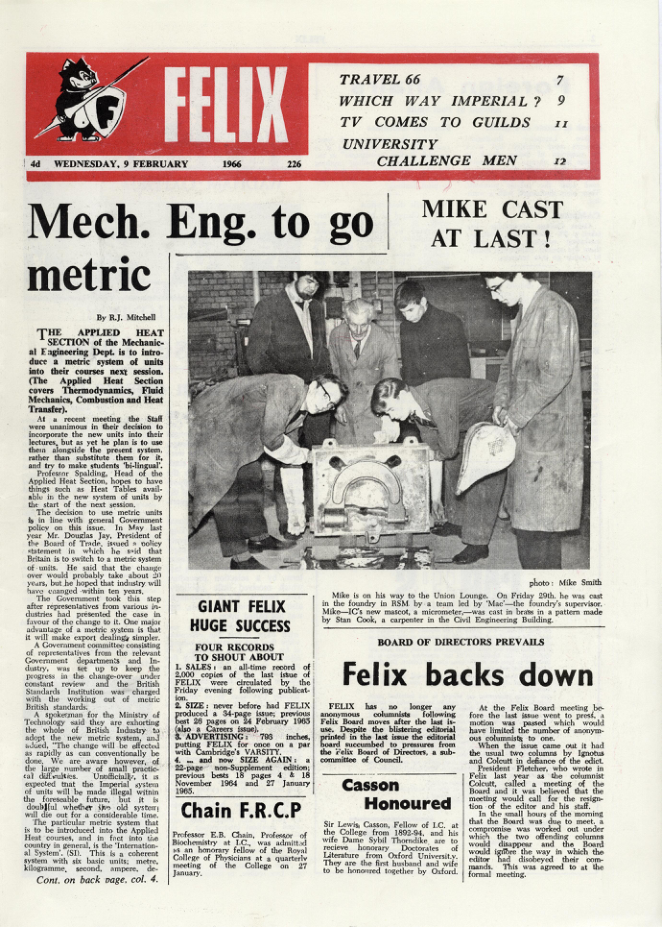 F
FELIX
4d WEDNESDAY, 9 FEBRUARY 1966 226
TRAVEL 66 7
WHICH WAY IMPERIAL ? 9
TV COMES TO GUILDS 11
UNIVERSITY
CHALLENGE MEN 12
Mech. Eng. to go
metric
By R.J. Mitchell
THE APPLIED HEAT
SECTION of the Mechanic-
al Engineering Dept. is to intro-
duce a metric system of units
into their courses next session.
(The Applied Heat Section
covers Thermodynamics, Fluid
Mechanics, Combustion and Heat
Transfer).
At a recent meeting the Staff
were unanimous in their decision to
incorporate the new units into their
lectures, but as yet he plan is to use
them alongside the present system,
rather than substitute them for it,
and try to make students 'bi-lingual'.
Professor Spalding, Head of the
Applied Heat Section, hopes to have
things such as Heat Tables avail-
able in the new system of units by
the start of the next session.
The decision to use metric units
is in line with general Government
policy on this issue. In May last
year Mr. Douglas Jay, President of
the Board of Trade, issued a policy
statement in which he said that
Britain is to switch to a metric system
of units. He said that the change
over would probably take about 20
years, but he hoped that industry will
have changed within ten years.
The Government took this step
after representatives from various in-
dustries had presented the case in
favour of the change to it. One major
advantage of a metric system is that
it will make export dealings simpler.
A Government committee consisting
of representatives from the relevant
Government departments and In-
dustry, was set up to keep the
progress in the change-over under
constant review and the British
Standards Institution was charged
with the working out of metric
British standards.
A spokesman for the Ministry of
Technology said they are exhorting
the whole of British Industry to
adopt the new metric system, and
added, "The change will be effected
as rapidly as can conventionally be
done. We are aware, however, of
the large number of small practic-
al difficulties. Unofficially, it is
expected that the Imperial system
of units will be made illegal within
the foreseable future, but it is
doubtful whether the old system
will die out for a considerable time.
The particular metric system that
is to be introduced into the Applied
Heat courses, and in fact into the
country in general, is the 'Internation-
al System'. (SI). This is a coherent
system with six basic units; metre,
kilogramme, second, ampere, de-
Cont. on back page, col. 4.
MIKE CAST
AT LAST !
photo : Mike Smith
Mike is on his way to the Union Lounge. On Friday 29th. he was cast
in the foundry in RSM by a team led by 'Mac'—the foundry's supervisor.
Mike—IC's new mascot, a micrometer,—was cast in brass in a pattern made
by Stan Cook, a carpenter in the Civil Engineering Building.
GIANT FELIX
HUGE SUCCESS
FOUR RECORDS
TO SHOUT ABOUT
1. SALES : an all-time record of
2,000 copies of the last issue of
FELIX were circulated by the
Friday evening following publicat-
ion.
2. SIZE : never before had FELIX
produced a 34-page issue; previous
best 26 pages on 24 February 1965
(also a Careers issue).
3. ADVERTISING : 793 inches,
putting FELIX for once on a par
with Cambridge's VARSITY.
4. ... and now SIZE AGAIN : a
22-page non-Supplement edition;
previous bests 18 pages 4 & 18
November 1964 and 27 January
1965.
Chain F.R.C.P
Professor E.B. Chain, Professor of
Biochemistry at I.C., was admitted
as an honorary fellow of the Royal
College of Physicians at a quarterly
meeting of the College on 27
January.
BOARD OF DIRECTORS PREVAILS
Felix backs down
FELIX has no longer any
anonymous columnists following
Felix Board moves after the last is-
sue. Despite the blistering editorial
printed in the last issue the editorial
board succumbed to pressures from
the Felix Board of Directors, a sub-
committee of Council.
Casson
Honoured
Sir Lewis Casson, Fellow of I.C. at
the College from 1892-94, and his
wife Dame Sybil Thorndike are to
recieve honorary Doctorates of
Literature from Oxford University.
They are the first husband and wife
to be honoured together by Oxford.
At the Felix Board meeting be-
fore the last issue went to press, a
motion was passed which would
have limited the number of anonym-
ous columnists to one.
When the issue came out it had
the usual two columns by Ignotus
and Colcutt in defiance of the edict.
President Fletcher, who wrote in
Felix last year as the columnist
Colcutt, called a meeting of the
Board and it was believed that the
meeting would call for the resign-
tion of the editor and his staff.
In the small hours of the morning
that the Board was due to meet, a
compromise was worked out under
which the two offending columns
would disappear and the Board
would ignore the way in which the
editor had disobeyed their com-
mands. This was agreed to at the
formal meeting.